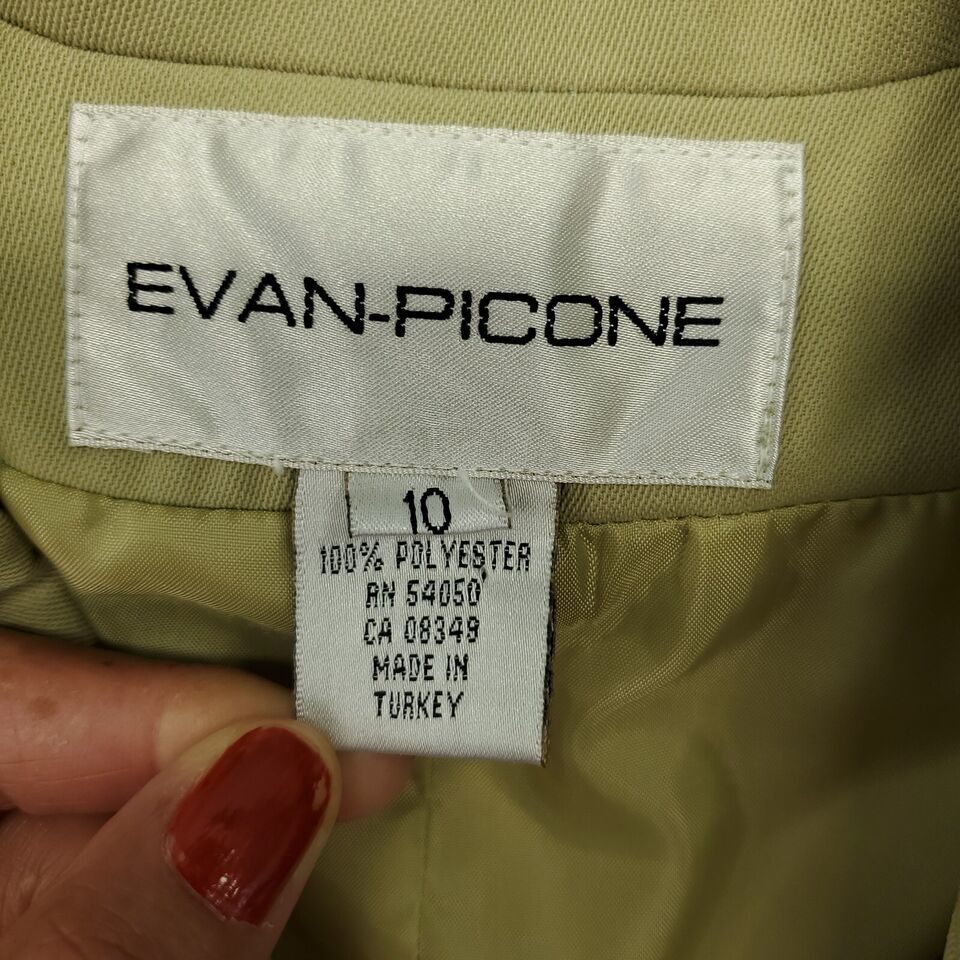 EVAN-PICONE
10
100% POLYESTER
RN 54050
CA 08349
MADE IN
TURKEY